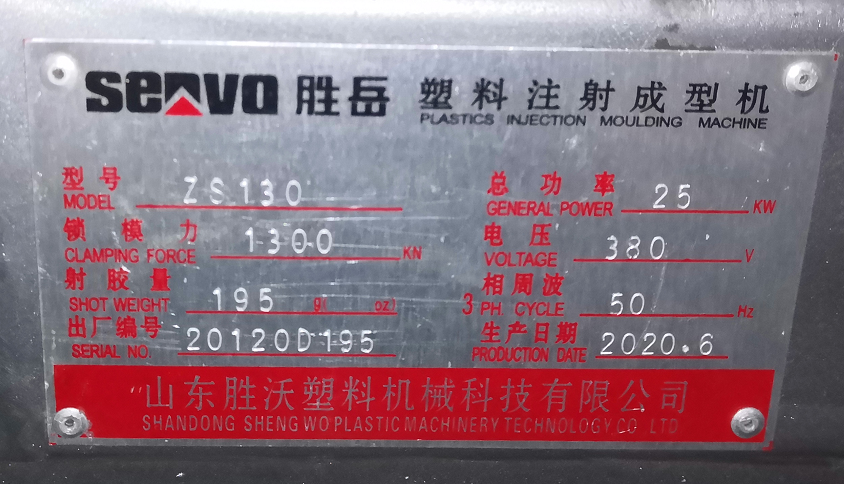 senvo 胜岳 塑料注射成型机
PLASTICS INJECTION MOULDING MACHINE
型号 ZS130
MODEL
总功率 25 KW
GENERAL POWER
锁模力 1300 KN
CLAMPING FORCE
电压 380 V
VOLTAGE
射胶量 195 g( oz)
SHOT WEIGHT
相周波 50 Hz
3 PH CYCLE
出厂编号 20120D195
SERIAL NO.
生产日期 2020.6
PRODUCTION DATE
山东胜沃塑料机械科技有限公司
SHANDONG SHENG WO PLASTIC MACHINERY TECHNOLOGY.CO LTD